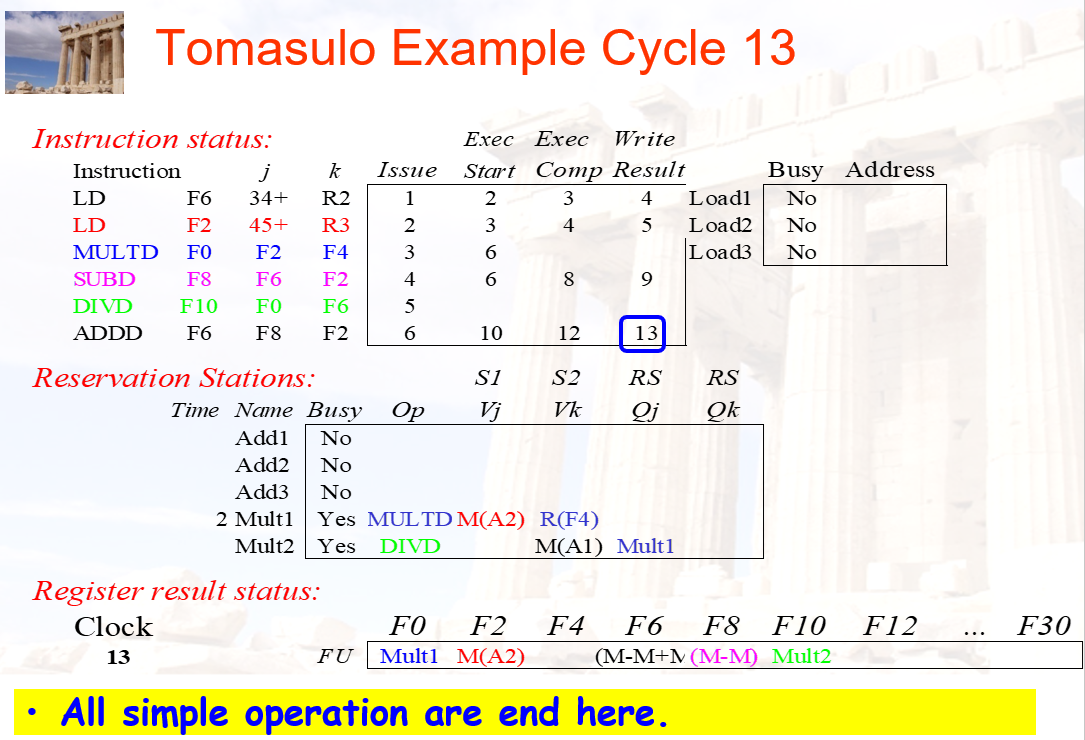 Tomasulo Example Cycle 13
Instruction status: Exec Exec Write
Instruction j k Issue Start Comp Result Busy Address
LD F6 34+ R2 1 2 3 4 Load1 No
LD F2 45+ R3 2 3 4 5 Load2 No
MULTD F0 F2 F4 3 6 Load3 No
SUBD F8 F6 F2 4 6 8 9
DIVD F10 F0 F6 5
ADDD F6 F8 F2 6 10 12 13
Reservation Stations: S1 S2 RS RS
Time Name Busy Op Vj Vk Qj Qk
Add1 No
Add2 No
Add3 No
2 Mult1 Yes MULTD M(A2) R(F4)
Mult2 Yes DIVD M(A1) Mult1
Register result status:
Clock F0 F2 F4 F6 F8 F10 F12 ... F30
13 FU Mult1 M(A2) (M-M+M (M-M) Mult2
• All simple operation are end here.